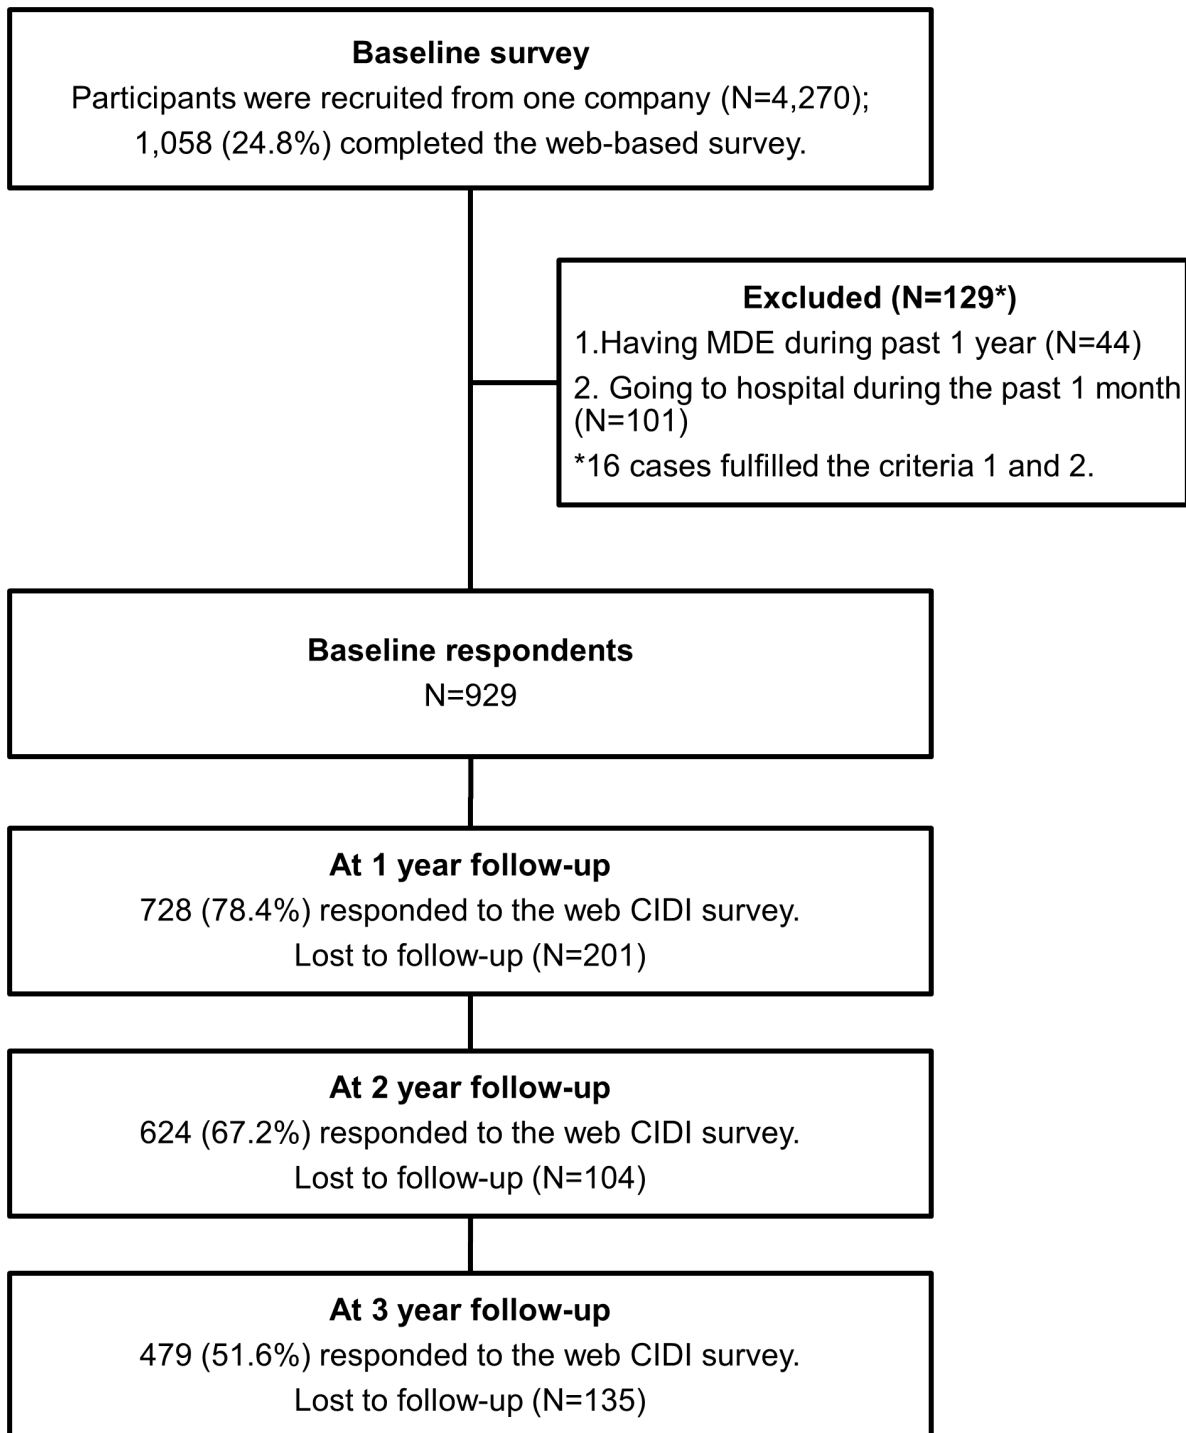 Baseline survey
Participants were recruited from one company (N=4,270);
1,058 (24.8%) completed the web-based survey.
Excluded (N=129*)
1.Having MDE during past 1 year (N=44)
2. Going to hospital during the past 1 month
(N=101)
*16 cases fulfilled the criteria 1 and 2.
Baseline respondents
N=929
At 1 year follow-up
728 (78.4%) responded to the web CIDI survey.
Lost to follow-up (N=201)
At 2 year follow-up
624 (67.2%) responded to the web CIDI survey.
Lost to follow-up (N=104)
At 3 year follow-up
479 (51.6%) responded to the web CIDI survey.
Lost to follow-up (N=135)